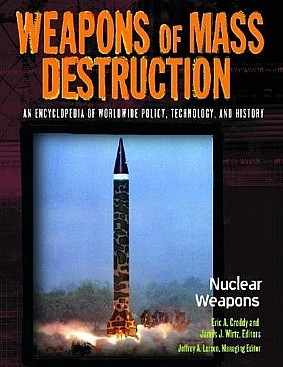 WEAPONS OF MASS
DESTRUCTION
AN ENCYCLOPEDIA OF WORLDWIDE POLICY, TECHNOLOGY, AND HISTORY
Nuclear
Weapons
Eric A. Croddy and
James J. Wirtz, Editors
Jeffrey A. Larsen, Managing Editor